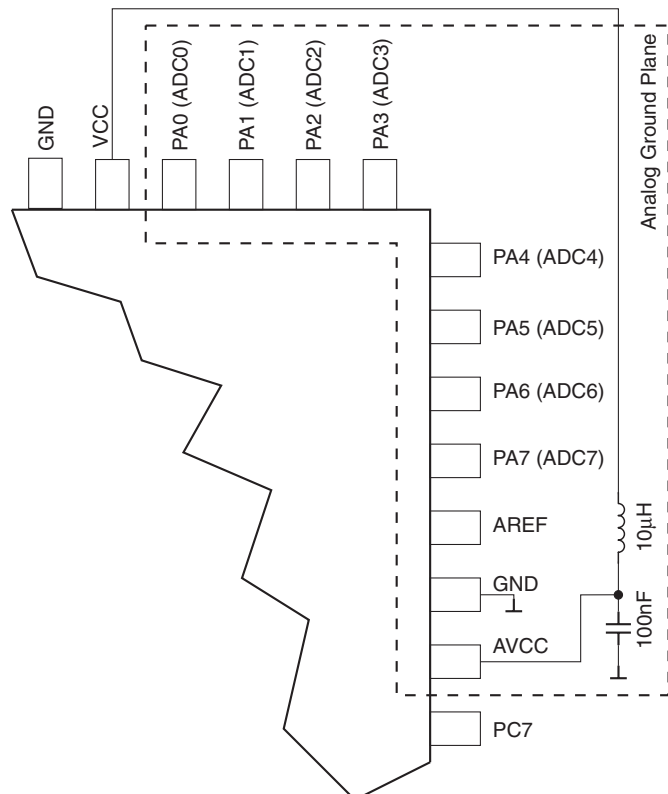 GND
VCC
PA0 (ADC0)
PA1 (ADC1)
PA2 (ADC2)
PA3 (ADC3)
Analog Ground Plane
PA4 (ADC4)
PA5 (ADC5)
PA6 (ADC6)
PA7 (ADC7)
AREF
10µH
GND
100nF
AVCC
PC7